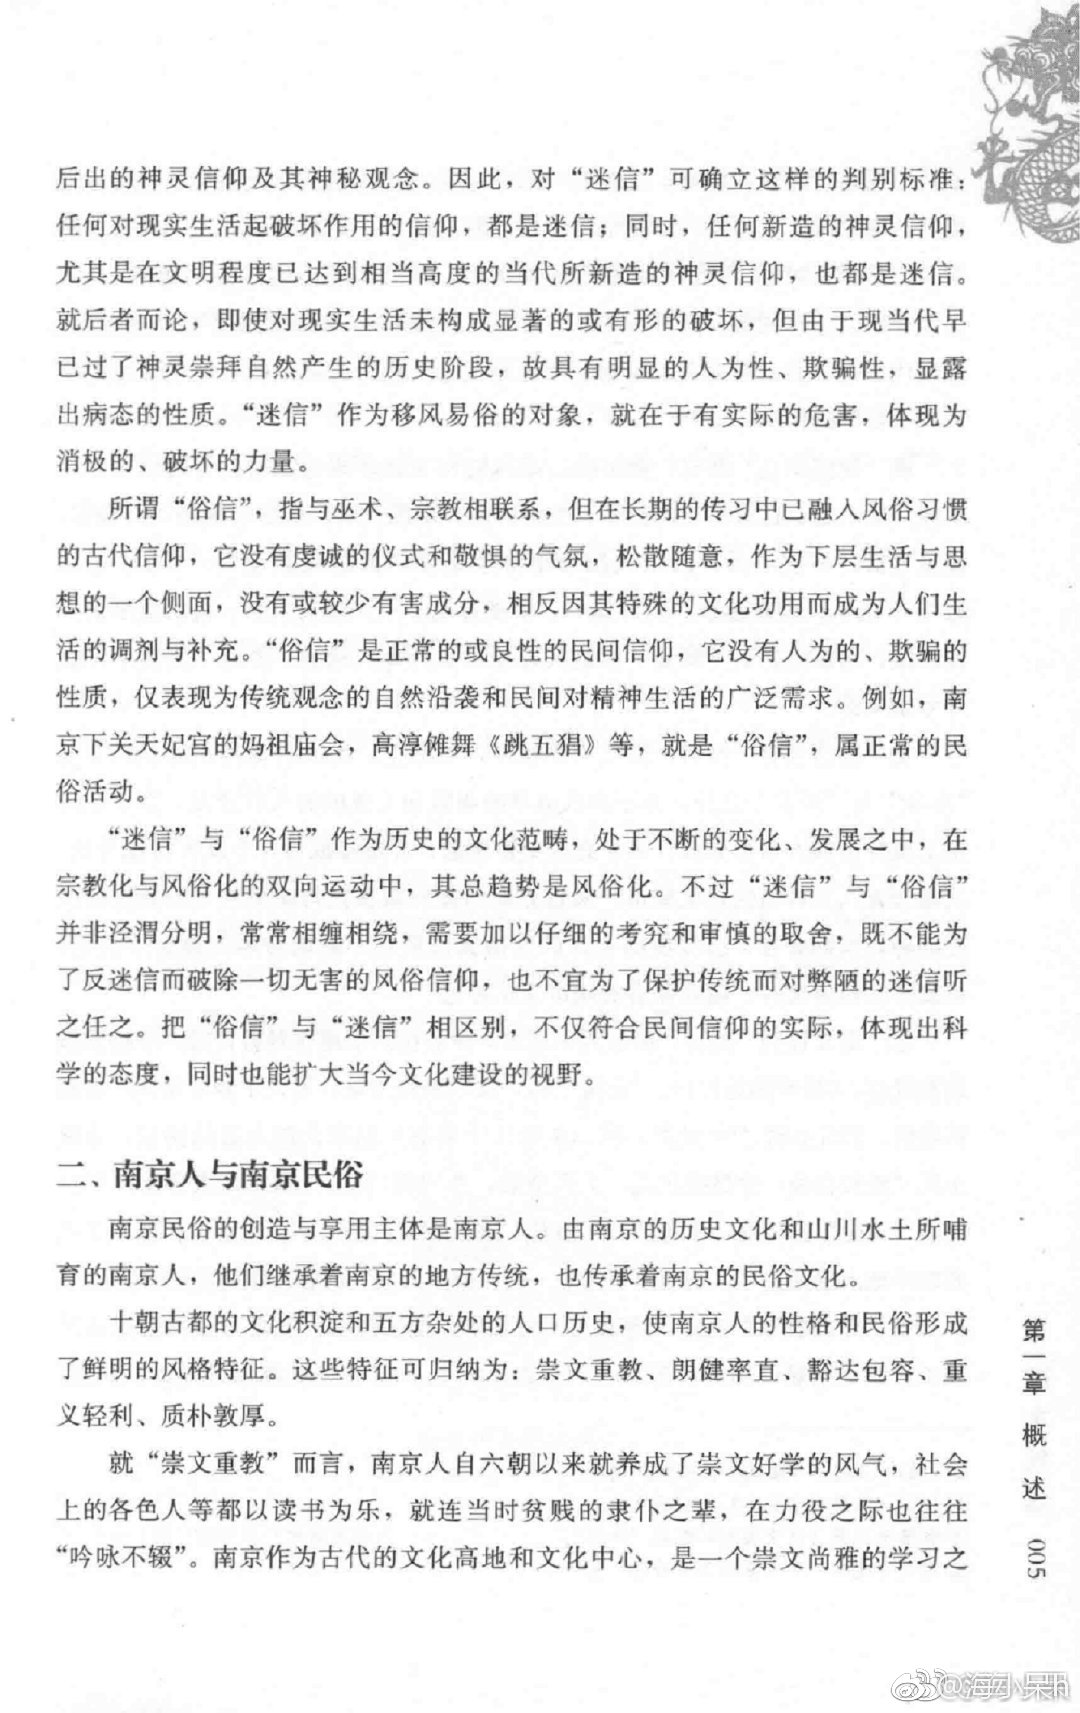 后出的神灵信仰及其神秘观念。因此，对“迷信”可确立这样的判别标准：
任何对现实生活起破坏作用的信仰，都是迷信；同时，任何新造的神灵信仰，
尤其是在文明程度已达到相当高度的当代所新造的神灵信仰，也都是迷信。
就后者而论，即使对现实生活未构成显著的或有形的破坏，但由于现当代早
已过了神灵崇拜自然产生的历史阶段，故具有明显的人为性、欺骗性，显露
出病态的性质。“迷信”作为移风易俗的对象，就在于有实际的危害，体现为
消极的、破坏的力量。
所谓“俗信”，指与巫术、宗教相联系，但在长期的传习中已融入风俗习惯
的古代信仰，它没有虔诚的仪式和敬惧的气氛，松散随意，作为下层生活与思
想的一个侧面，没有或较少有害成分，相反因其特殊的文化功用而成为人们生
活的调剂与补充。“俗信”是正常的或良性的民间信仰，它没有人为的、欺骗的
性质，仅表现为传统观念的自然沿袭和民间对精神生活的广泛需求。例如，南
京下关天妃宫的妈祖庙会，高淳傩舞《跳五猖》等，就是“俗信”，属正常的民
俗活动。
“迷信”与“俗信”作为历史的文化范畴，处于不断的变化、发展之中，在
宗教化与风俗化的双向运动中，其总趋势是风俗化。不过“迷信”与“俗信”
并非泾渭分明，常常相缠相绕，需要加以仔细的考究和审慎的取舍，既不能为
了反迷信而破除一切无害的风俗信仰，也不宜为了保护传统而对弊陋的迷信听
之任之。把“俗信”与“迷信”相区别，不仅符合民间信仰的实际，体现出科
学的态度，同时也能扩大当今文化建设的视野。
二、南京人与南京民俗
南京民俗的创造与享用主体是南京人。由南京的历史文化和山川水土所哺
育的南京人，他们继承着南京的地方传统，也传承着南京的民俗文化。
十朝古都的文化积淀和五方杂处的人口历史，使南京人的性格和民俗形成
了鲜明的风格特征。这些特征可归纳为：崇文重教、朗健率直、豁达包容、重
义轻利、质朴敦厚。
就“崇文重教”而言，南京人自六朝以来就养成了崇文好学的风气，社会
上的各色人等都以读书为乐，就连当时贫贱的隶仆之辈，在力役之际也往往
“吟咏不辍”。南京作为古代的文化高地和文化中心，是一个崇文尚雅的学习之
第一章 概述 005